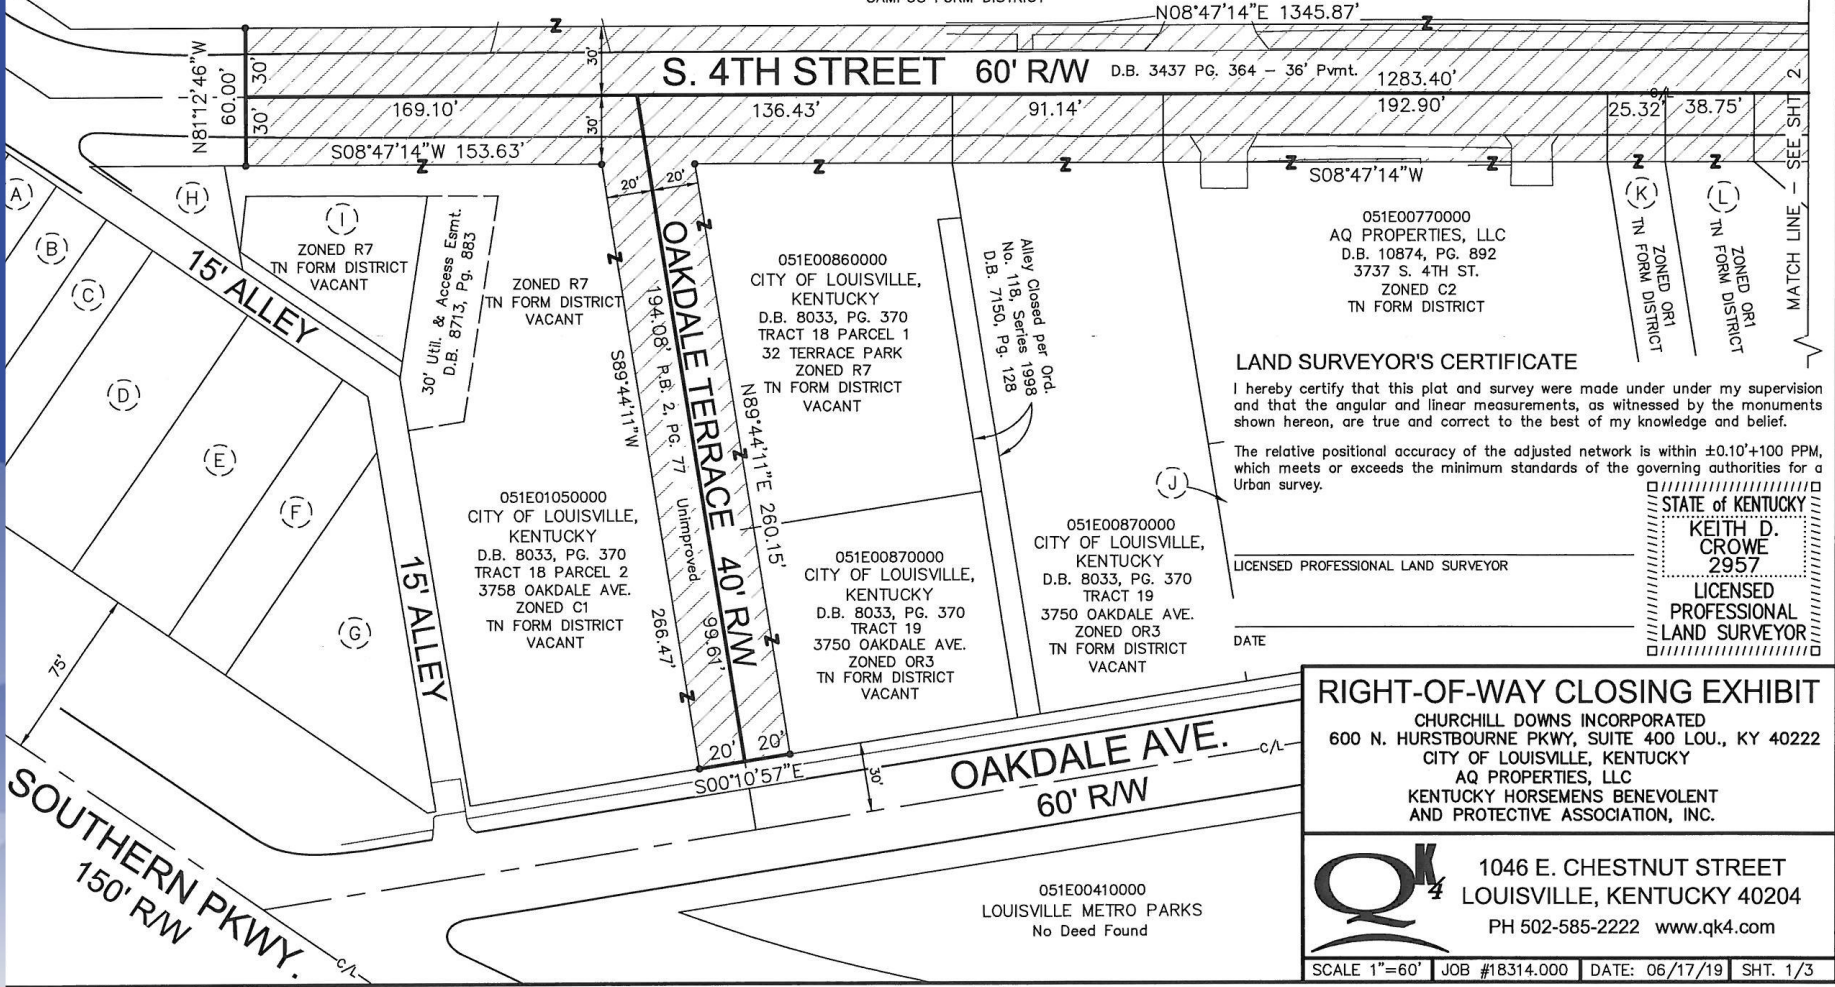 N08°47'14"E 1345.87'
Z
Z
N81°12'46"W
60.00'
30'
30'
30'
30'
S. 4TH STREET 60' R/W D.B. 3437 PG. 364 – 36' Pvmt.
1283.40'
169.10'
136.43'
91.14'
192.90'
25.32'
38.75'
S08°47'14"W 153.63'
Z
Z
Z
Z
Z
Z
Z
S08°47'14"W
MATCH LINE – SEE SHT 2
A
B
C
D
E
F
G
H
I
J
K
L
15' ALLEY
ZONED R7
TN FORM DISTRICT
VACANT
30' Util. & Access Esmt.
D.B. 8713, Pg. 883
ZONED R7
TN FORM DISTRICT
VACANT
20'
20'
Z
Z
OAKDALE TERRACE 40' R/W
194.08' P.B. 2, PG. 77 Unimproved
99.61'
S89°44'11"W
266.47'
N89°44'11"E 260.15'
Z
Z
Z
051E00860000
CITY OF LOUISVILLE,
KENTUCKY
D.B. 8033, PG. 370
TRACT 18 PARCEL 1
32 TERRACE PARK
ZONED R7
TN FORM DISTRICT
VACANT
Alley Closed per Ord.
No. 118, Series 1998
D.B. 7150, Pg. 128
051E00770000
AQ PROPERTIES, LLC
D.B. 10874, PG. 892
3737 S. 4TH ST.
ZONED C2
TN FORM DISTRICT
ZONED OR1
TN FORM DISTRICT
ZONED OR1
TN FORM DISTRICT
LAND SURVEYOR'S CERTIFICATE
I hereby certify that this plat and survey were made under under my supervision
and that the angular and linear measurements, as witnessed by the monuments
shown hereon, are true and correct to the best of my knowledge and belief.
The relative positional accuracy of the adjusted network is within ±0.10'+100 PPM,
which meets or exceeds the minimum standards of the governing authorities for a
Urban survey.
STATE of KENTUCKY
KEITH D.
CROWE
2957
LICENSED
PROFESSIONAL
LAND SURVEYOR
LICENSED PROFESSIONAL LAND SURVEYOR
DATE
051E01050000
CITY OF LOUISVILLE,
KENTUCKY
D.B. 8033, PG. 370
TRACT 18 PARCEL 2
3758 OAKDALE AVE.
ZONED C1
TN FORM DISTRICT
VACANT
051E00870000
CITY OF LOUISVILLE,
KENTUCKY
D.B. 8033, PG. 370
TRACT 19
3750 OAKDALE AVE.
ZONED OR3
TN FORM DISTRICT
VACANT
051E00870000
CITY OF LOUISVILLE,
KENTUCKY
D.B. 8033, PG. 370
TRACT 19
3750 OAKDALE AVE.
ZONED OR3
TN FORM DISTRICT
VACANT
15' ALLEY
75'
20'
20'
S00°10'57"E
30'
OAKDALE AVE.
60' R/W
C/L
SOUTHERN PKWY.
150' R/W
C/L
051E00410000
LOUISVILLE METRO PARKS
No Deed Found
RIGHT-OF-WAY CLOSING EXHIBIT
CHURCHILL DOWNS INCORPORATED
600 N. HURSTBOURNE PKWY, SUITE 400 LOU., KY 40222
CITY OF LOUISVILLE, KENTUCKY
AQ PROPERTIES, LLC
KENTUCKY HORSEMENS BENEVOLENT
AND PROTECTIVE ASSOCIATION, INC.
QK4
1046 E. CHESTNUT STREET
LOUISVILLE, KENTUCKY 40204
PH 502-585-2222 www.qk4.com
SCALE 1"=60' JOB #18314.000 DATE: 06/17/19 SHT. 1/3